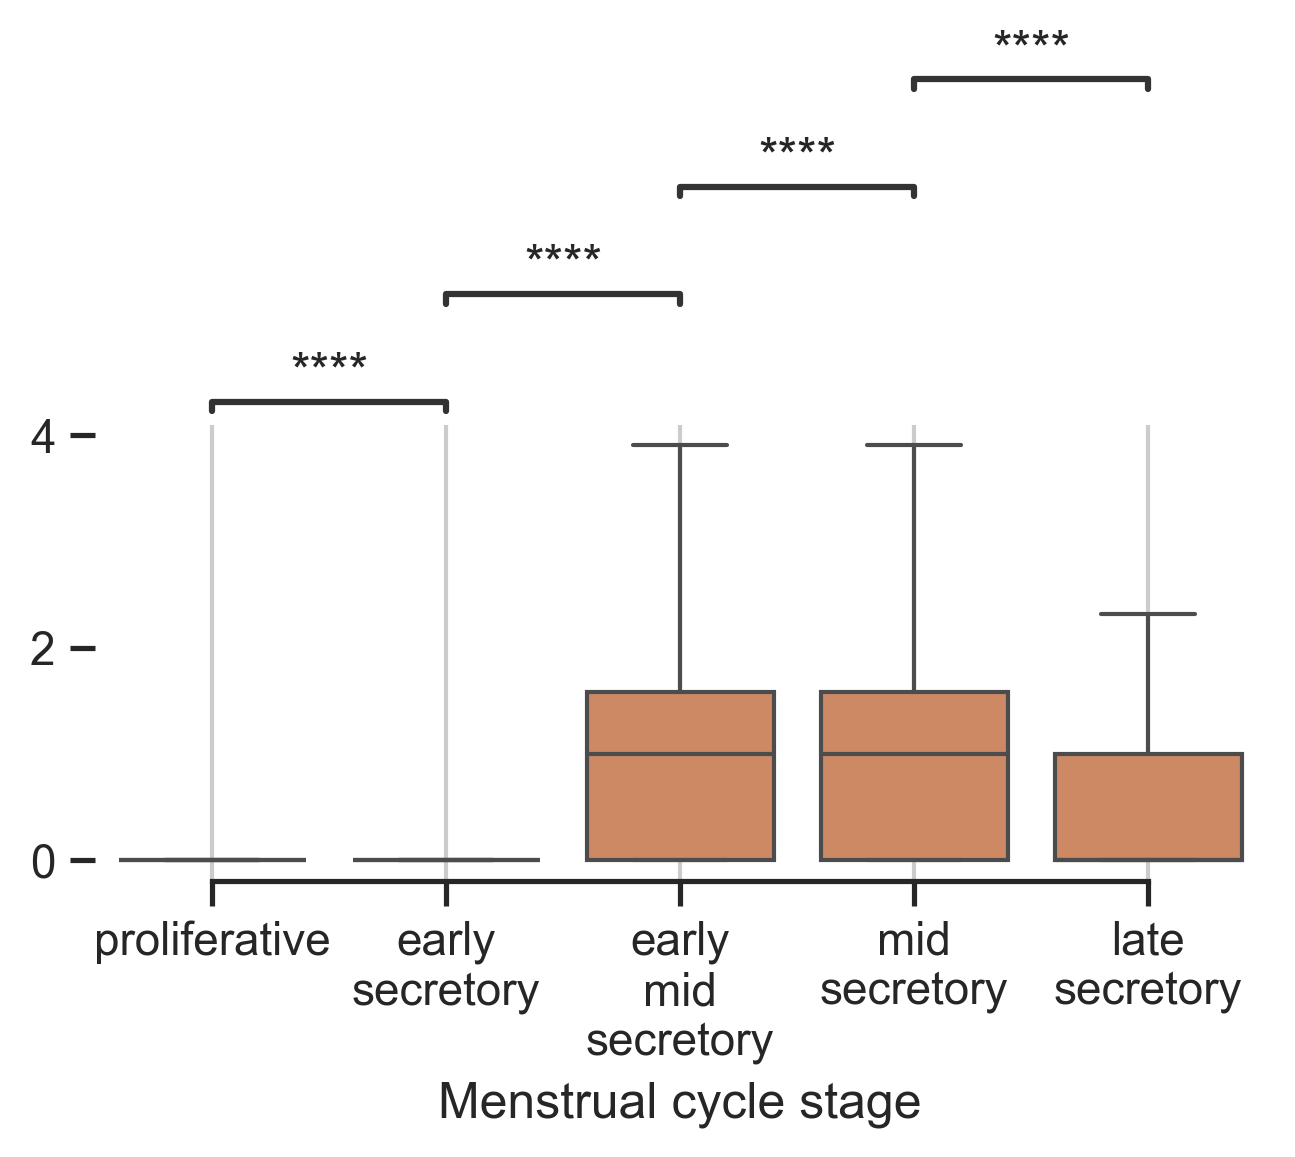 ****
****
****
****
4
2
0
proliferative
early
secretory
early
mid
secretory
mid
secretory
late
secretory
Menstrual cycle stage